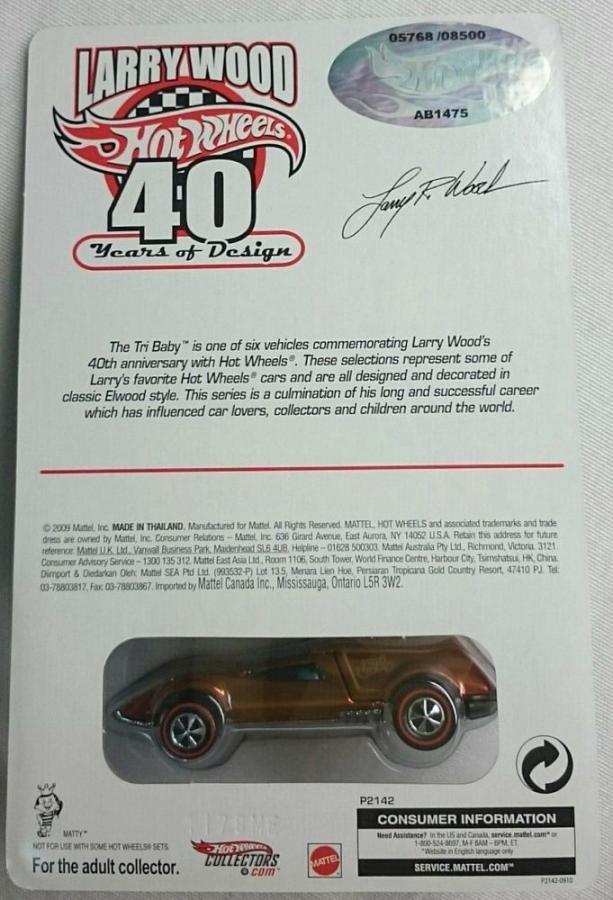 LARRY WOOD
Hot Wheels®
40
Years of Design
05768 /08500
Hot Wheels
AB1475
Larry R. Wood
The Tri Baby™ is one of six vehicles commemorating Larry Wood's
40th anniversary with Hot Wheels®. These selections represent some of
Larry's favorite Hot Wheels® cars and are all designed and decorated in
classic Elwood style. This series is a culmination of his long and successful career
which has influenced car lovers, collectors and children around the world.
© 2009 Mattel, Inc. MADE IN THAILAND. Manufactured for Mattel. All Rights Reserved. MATTEL, HOT WHEELS and associated trademarks and trade
dress are owned by Mattel, Inc. Consumer Relations – Mattel, Inc. 636 Girard Avenue, East Aurora, NY 14052 U.S.A. Retain this address for future
reference: Mattel U.K. Ltd., Vanwall Business Park, Maidenhead SL6 4UB. Helpline – 01628 500303. Mattel Australia Pty Ltd., Richmond, Victoria. 3121.
Consumer Advisory Service – 1300 135 312. Mattel East Asia Ltd., Room 1106, South Tower, World Finance Centre, Harbour City, Tsimshatsui, HK, China.
Diimport & Diedarkan Oleh: Mattel SEA Ptd Ltd. (993532-P) Lot 13.5, Menara Lien Hoe, Persiaran Tropicana Golf Country Resort, 47410 PJ. Tel:
03-78803817, Fax: 03-78803867. Imported by Mattel Canada Inc., Mississauga, Ontario L5R 3W2.
P2142
MATTY™
NOT FOR USE WITH SOME HOT WHEELS® SETS.
For the adult collector.
Hot Wheels
COLLECTORS
.COM™
MATTEL
CONSUMER INFORMATION
Need Assistance? In the US and Canada, service.mattel.com* or
1-800-524-8697, M-F 8AM – 6PM, ET.
*Website in English language only
SERVICE.MATTEL.COM™
P2142-0910